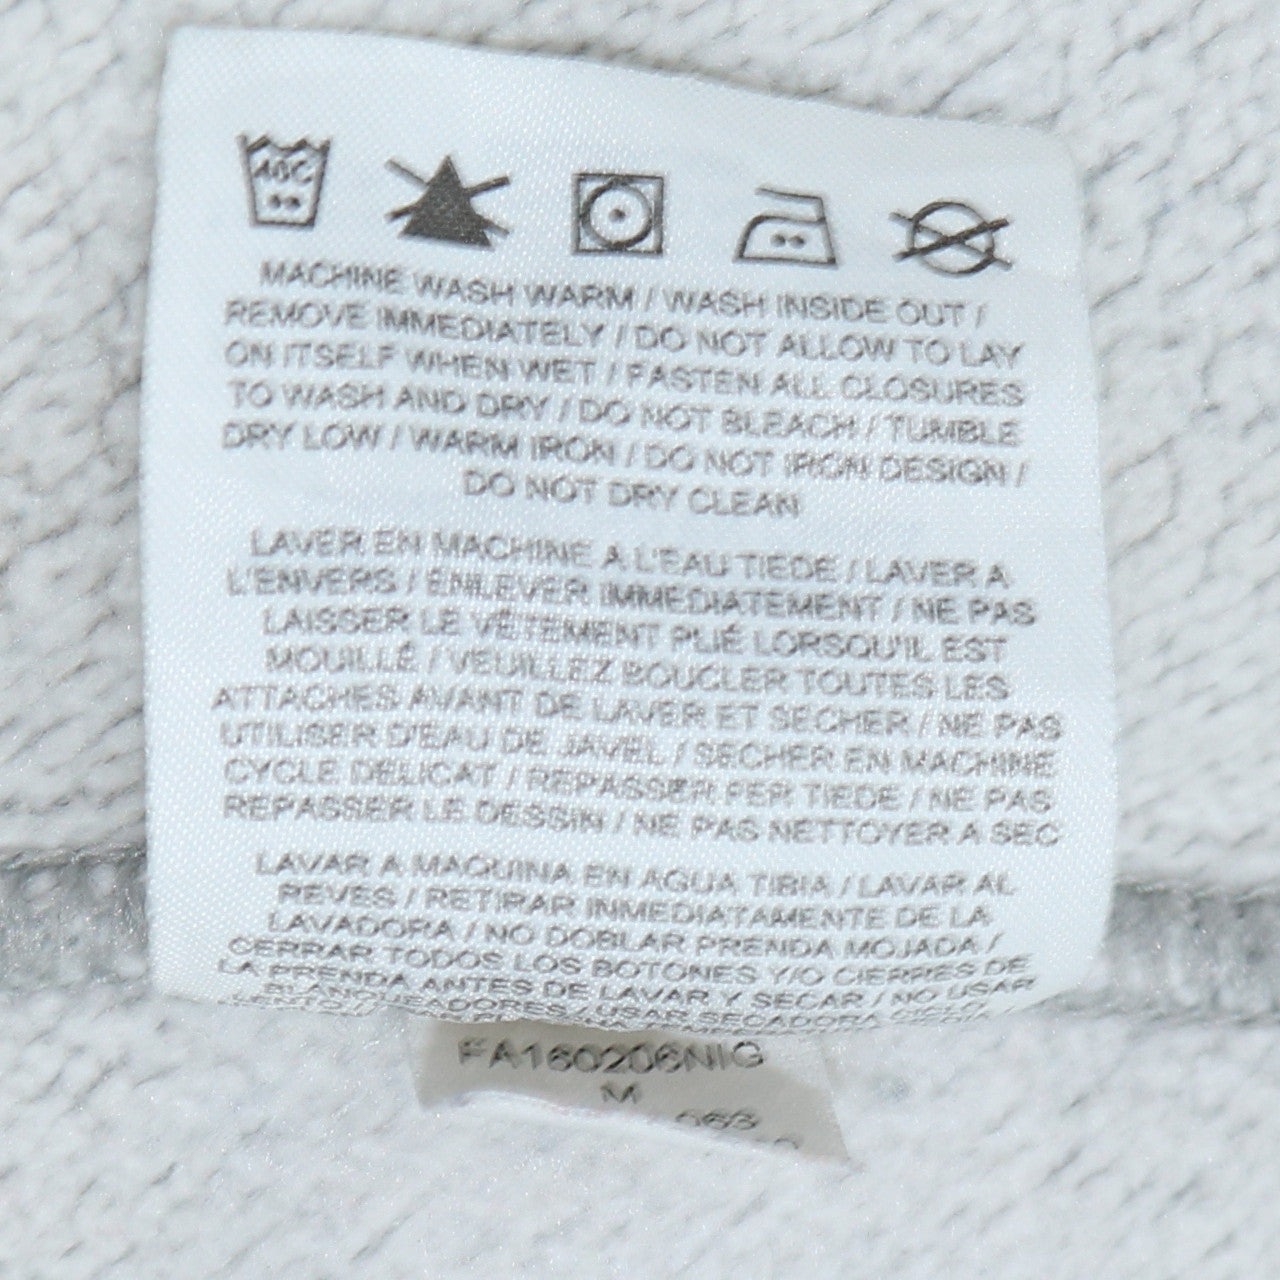 ABC
MACHINE WASH WARM / WASH INSIDE OUT /
REMOVE IMMEDIATELY / DO NOT ALLOW TO LAY
ON ITSELF WHEN WET / FASTEN ALL CLOSURES
TO WASH AND DRY / DO NOT BLEACH / TUMBLE
DRY LOW / WARM IRON / DO NOT IRON DESIGN /
DO NOT DRY CLEAN
LAVER EN MACHINE A L'EAU TIEDE / LAVER A
L'ENVERS / ENLEVER IMMEDIATEMENT / NE PAS
LAISSER LE VÊTEMENT PLIÉ LORSQU'IL EST
MOUILLÉ / VEUILLEZ BOUCLER TOUTES LES
ATTACHES AVANT DE LAVER ET SECHER / NE PAS
UTILISER D'EAU DE JAVEL / SECHER EN MACHINE
CYCLE DELICAT / REPASSER FER TIEDE / NE PAS
REPASSER LE DESSIN / NE PAS NETTOYER A SEC
LAVAR A MAQUINA EN AGUA TIBIA / LAVAR AL
REVES / RETIRAR INMEDIATAMENTE DE LA
LAVADORA / NO DOBLAR PRENDA MOJADA /
CERRAR TODOS LOS BOTONES Y/O CIERRES DE
LA PRENDA ANTES DE LAVAR Y SECAR / NO USAR
BLANQUEADORES / USAR SECADORA CICLO
FA160206NIG
M
063